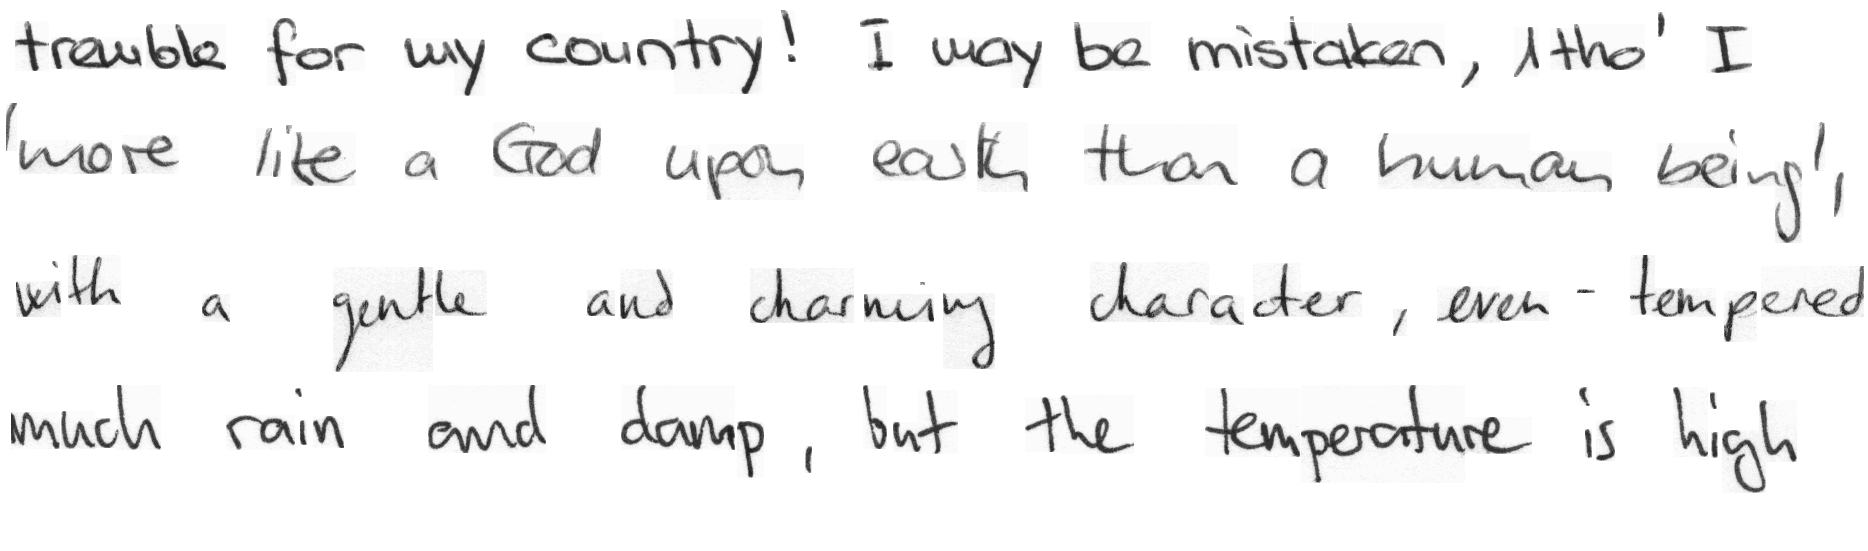 tremble for my country! I may be mistaken, Atho' I
'more like a God upon earth than a human being',
with a gentle and charming character, even-tempered
much rain and damp, but the temperature is high